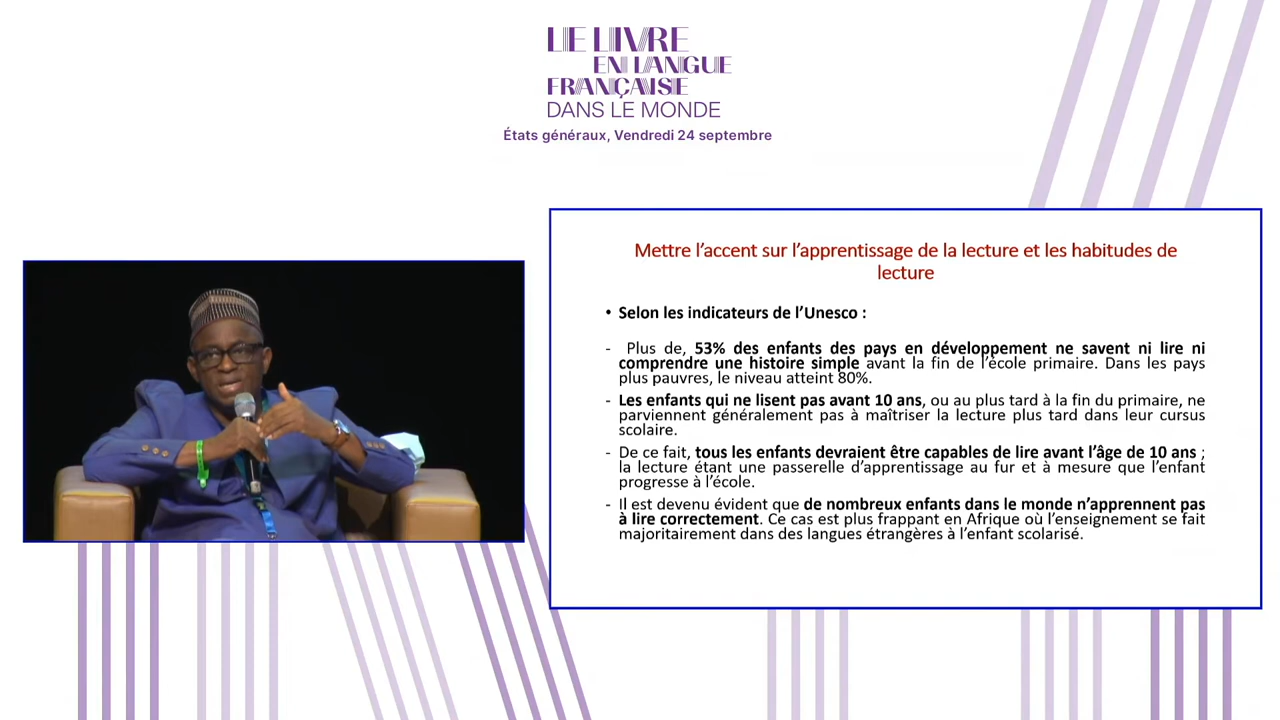 LE LIVRE
EN LANGUE
FRANÇAISE
DANS LE MONDE
États généraux, Vendredi 24 septembre
Mettre l’accent sur l’apprentissage de la lecture et les habitudes de
lecture
• Selon les indicateurs de l’Unesco :
- Plus de, 53% des enfants des pays en développement ne savent ni lire ni
comprendre une histoire simple avant la fin de l’école primaire. Dans les pays
plus pauvres, le niveau atteint 80%.
- Les enfants qui ne lisent pas avant 10 ans, ou au plus tard à la fin du primaire, ne
parviennent généralement pas à maîtriser la lecture plus tard dans leur cursus
scolaire.
- De ce fait, tous les enfants devraient être capables de lire avant l’âge de 10 ans ;
la lecture étant une passerelle d’apprentissage au fur et à mesure que l’enfant
progresse à l’école.
- Il est devenu évident que de nombreux enfants dans le monde n’apprennent pas
à lire correctement. Ce cas est plus frappant en Afrique où l’enseignement se fait
majoritairement dans des langues étrangères à l’enfant scolarisé.